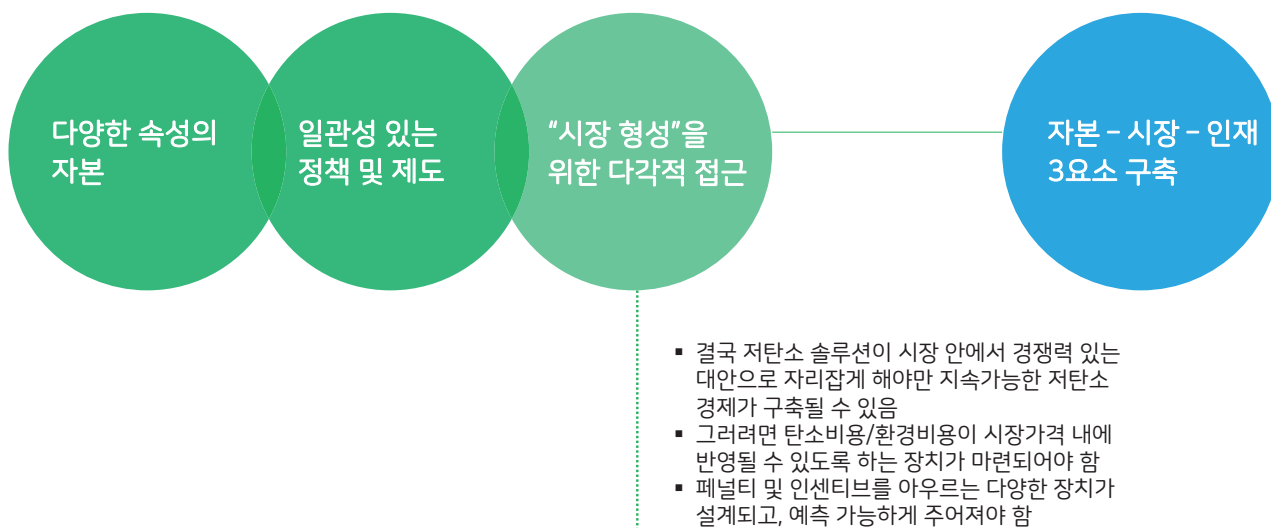 다양한 속성의
자본
일관성 있는
정책 및 제도
“시장 형성”을
위한 다각적 접근
자본 – 시장 – 인재
3요소 구축
▪ 결국 저탄소 솔루션이 시장 안에서 경쟁력 있는
대안으로 자리잡게 해야만 지속가능한 저탄소
경제가 구축될 수 있음
▪ 그러려면 탄소비용/환경비용이 시장가격 내에
반영될 수 있도록 하는 장치가 마련되어야 함
▪ 페널티 및 인센티브를 아우르는 다양한 장치가
설계되고, 예측 가능하게 주어져야 함